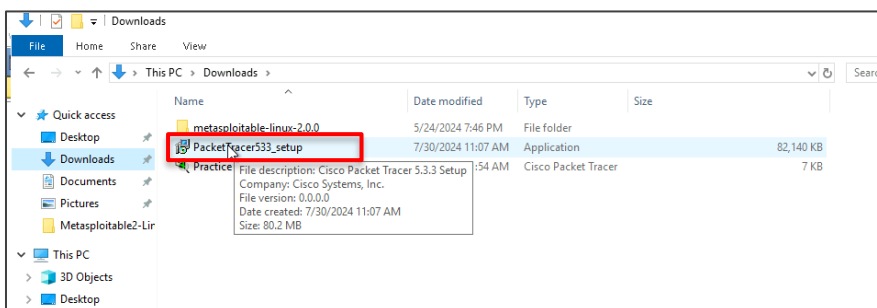 Downloads
File Home Share View
This PC > Downloads >
Name Date modified Type Size
Quick access
Desktop
Downloads
Documents
Pictures
Metasploitable2-Lir
This PC
3D Objects
Desktop
metasploitable-linux-2.0.0 5/24/2024 7:46 PM File folder
PacketTracer533_setup 7/30/2024 11:07 AM Application 82,140 KB
Practice :54 AM Cisco Packet Tracer 7 KB
File description: Cisco Packet Tracer 5.3.3 Setup
Company: Cisco Systems, Inc.
File version: 0.0.0.0
Date created: 7/30/2024 11:07 AM
Size: 80.2 MB
Sear